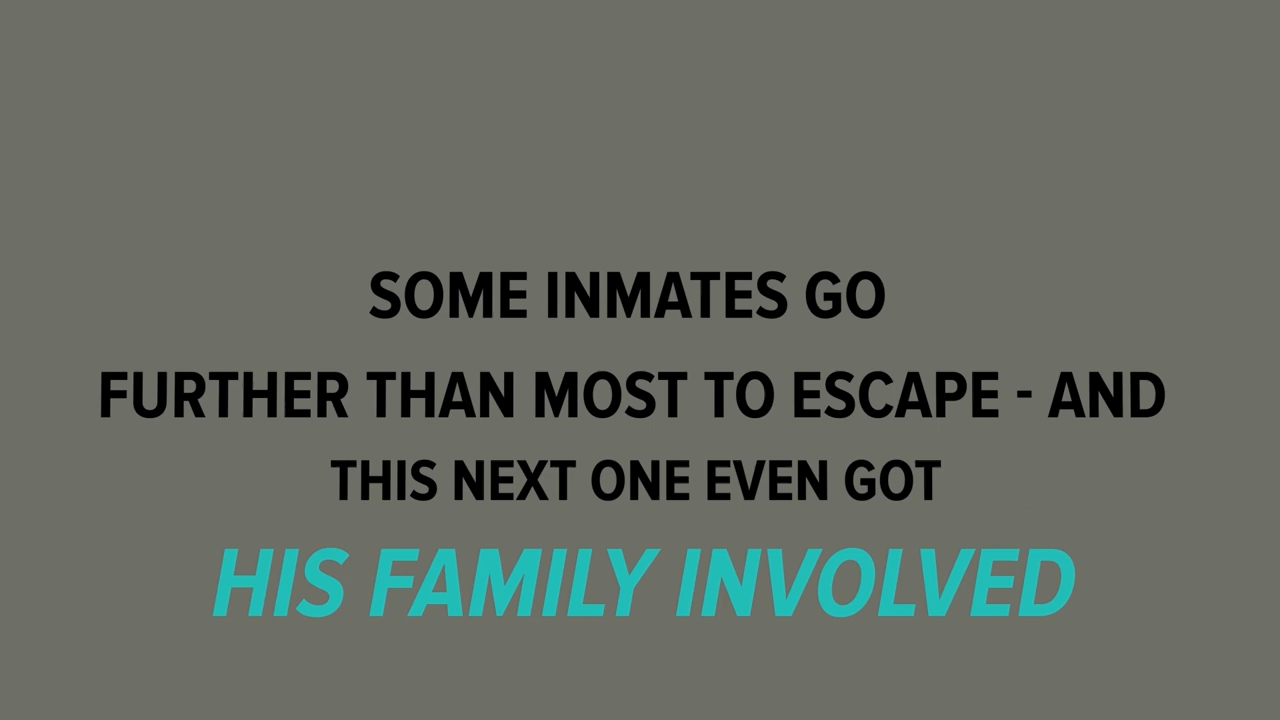 SOME INMATES GO
FURTHER THAN MOST TO ESCAPE - AND
THIS NEXT ONE EVEN GOT
HIS FAMILY INVOLVED